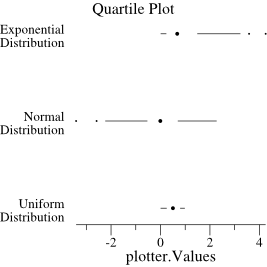 Quartile Plot
Exponential
Distribution
Normal
Distribution
Uniform
Distribution
-2 0 2 4
plotter.Values